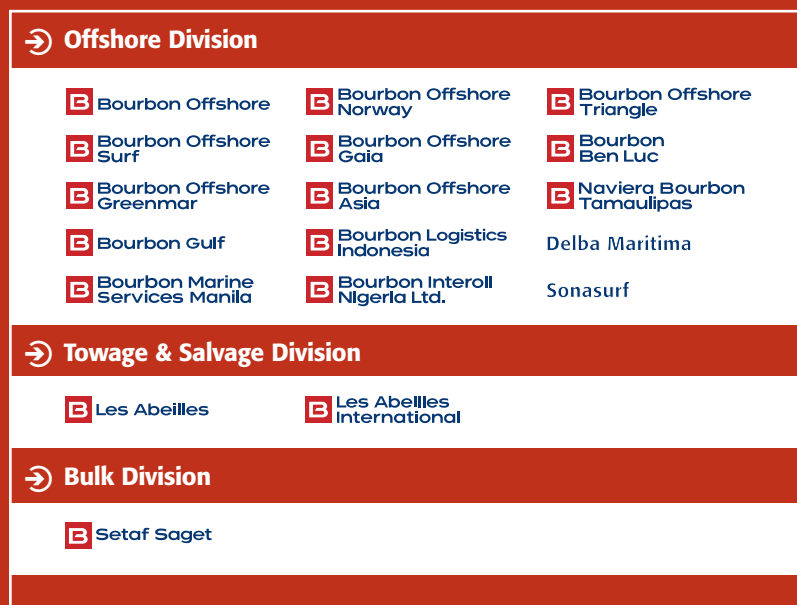 Offshore Division
Bourbon Offshore
Bourbon Offshore
Surf
Bourbon Offshore
Greenmar
Bourbon Gulf
Bourbon Marine
Services Manila
Bourbon Offshore
Norway
Bourbon Offshore
Gaia
Bourbon Offshore
Asia
Bourbon Logistics
Indonesia
Bourbon Interoil
Nigeria Ltd.
Bourbon Offshore
Triangle
Bourbon
Ben Luc
Naviera Bourbon
Tamaulipas
Delba Maritima
Sonasurf
Towage & Salvage Division
Les Abeilles
Les Abeilles
International
Bulk Division
Setaf Saget